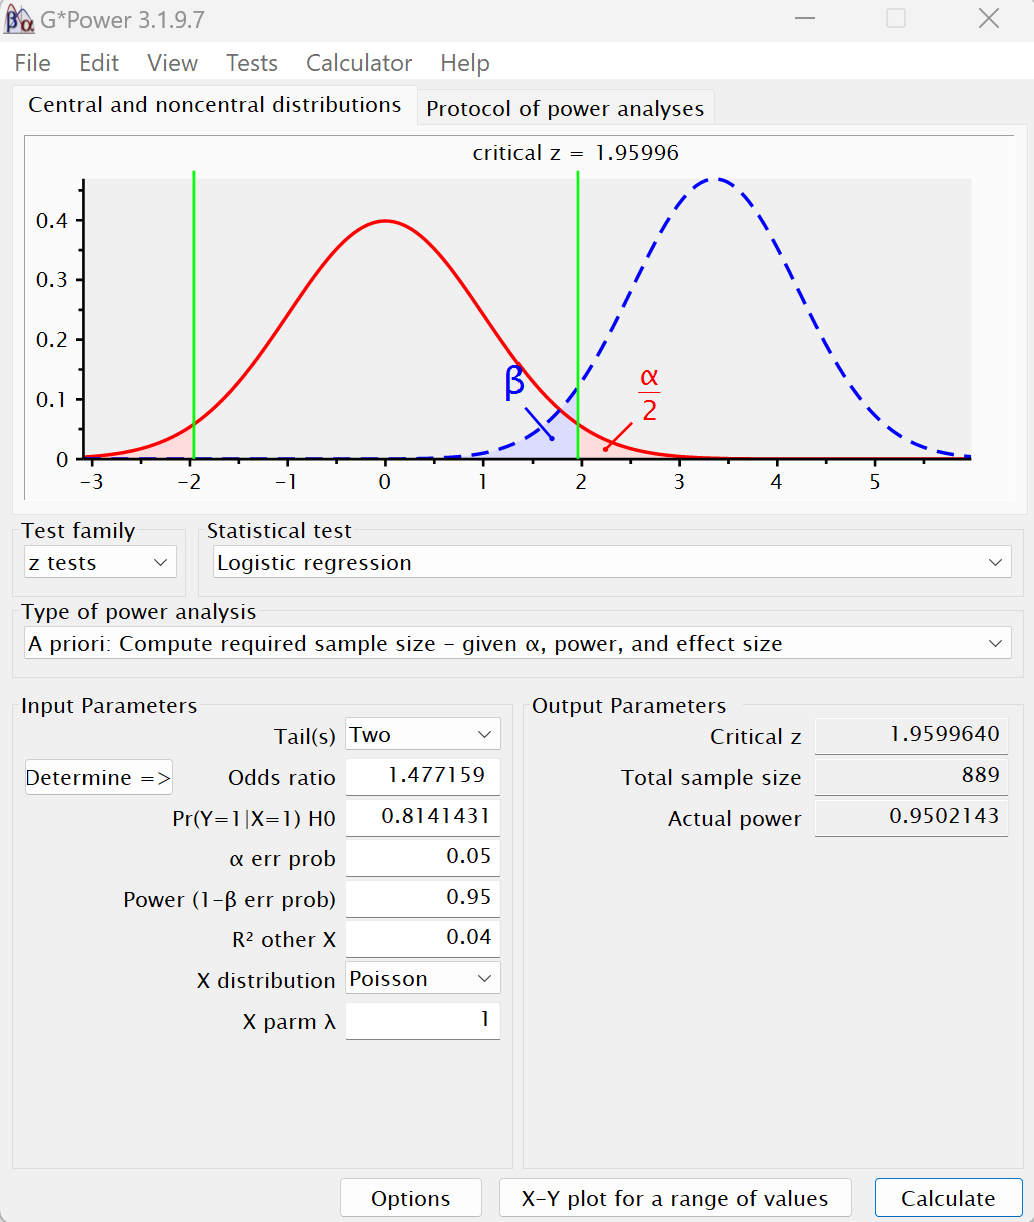 G*Power 3.1.9.7
File Edit View Tests Calculator Help
Central and noncentral distributions Protocol of power analyses
critical z = 1.95996
0.4
0.3
0.2
0.1
0
β
α
2
−3 −2 −1 0 1 2 3 4 5
Test family Statistical test
z tests Logistic regression
Type of power analysis
A priori: Compute required sample size – given α, power, and effect size
Input Parameters
Tail(s) Two
Determine => Odds ratio 1.477159
Pr(Y=1|X=1) H0 0.8141431
α err prob 0.05
Power (1−β err prob) 0.95
R² other X 0.04
X distribution Poisson
X parm λ 1
Output Parameters
Critical z 1.9599640
Total sample size 889
Actual power 0.9502143
Options X-Y plot for a range of values Calculate